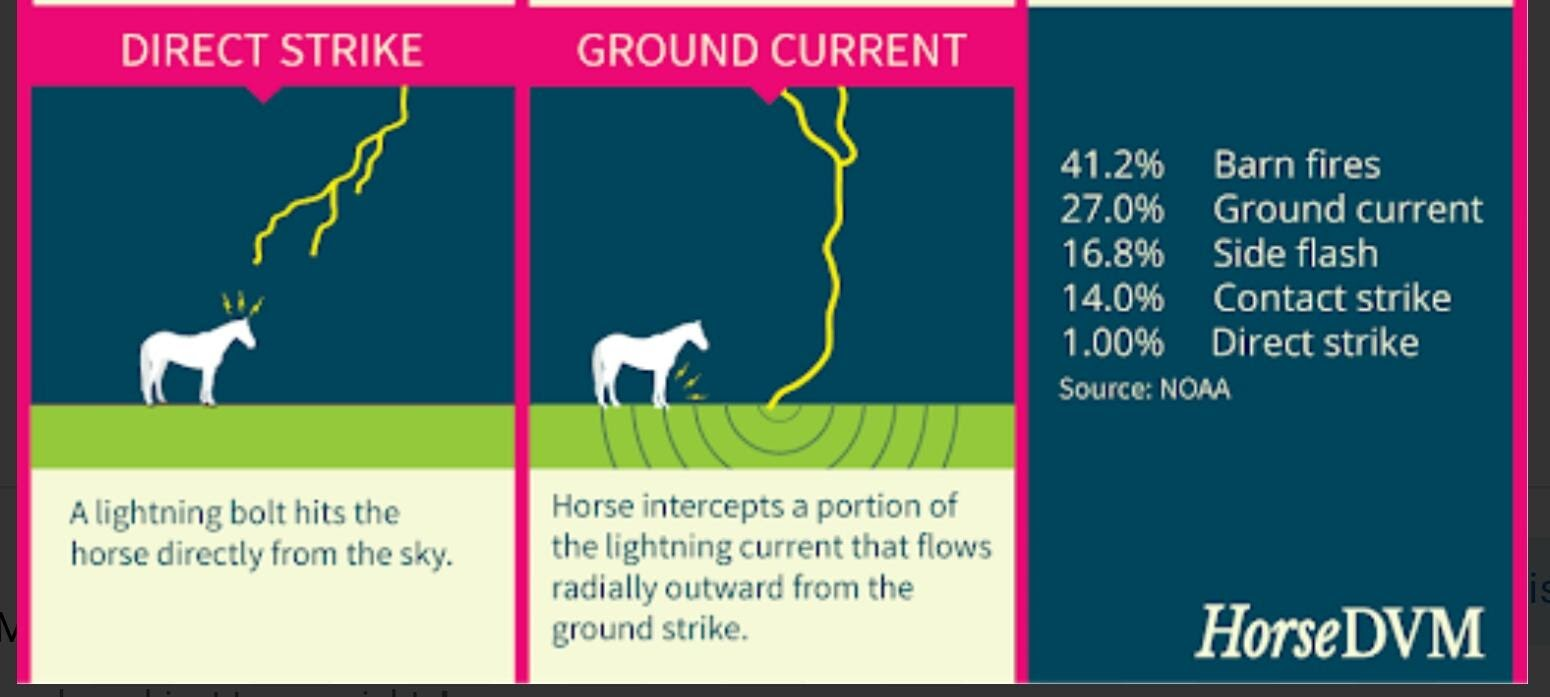 DIRECT STRIKE
GROUND CURRENT
A lightning bolt hits the
horse directly from the sky.
Horse intercepts a portion of
the lightning current that flows
radially outward from the
ground strike.
41.2% Barn fires
27.0% Ground current
16.8% Side flash
14.0% Contact strike
1.00% Direct strike
Source: NOAA
HorseDVM